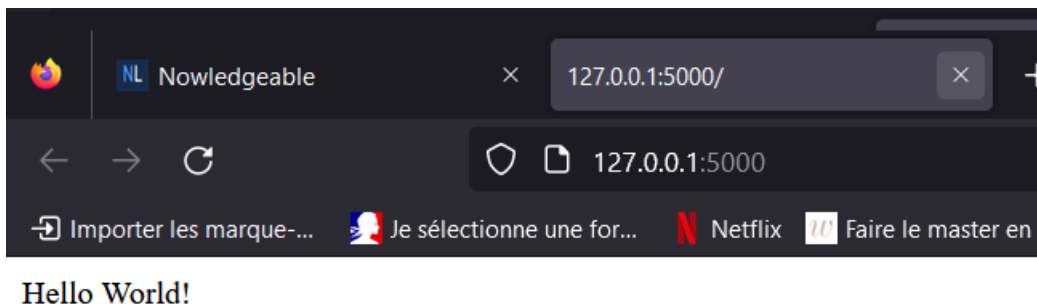 NL Nowledgeable
127.0.0.1:5000/
127.0.0.1:5000
Importer les marque-... Je sélectionne une for... N Netflix w Faire le master en
Hello World!